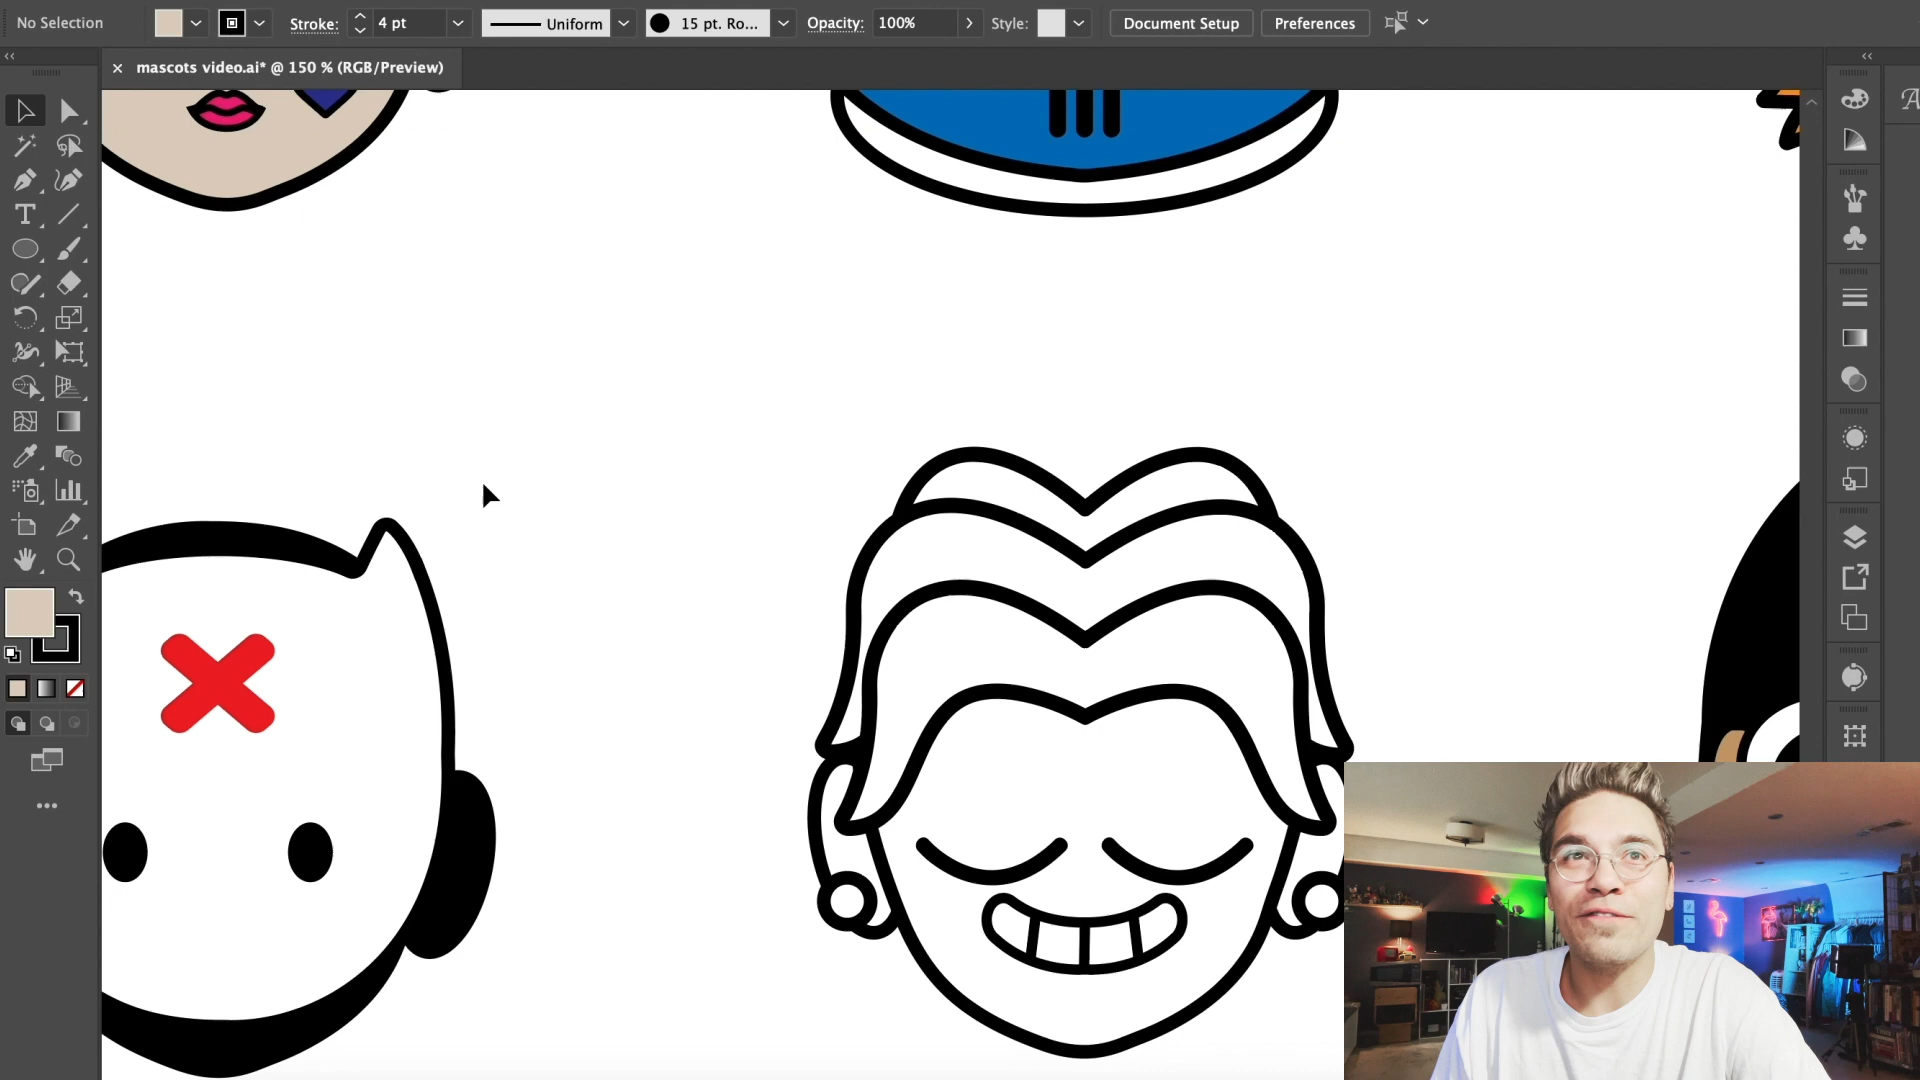 No Selection Stroke: 4 pt Uniform 15 pt. Ro... Opacity: 100% Style: Document Setup Preferences
× mascots video.ai* @ 150 % (RGB/Preview)